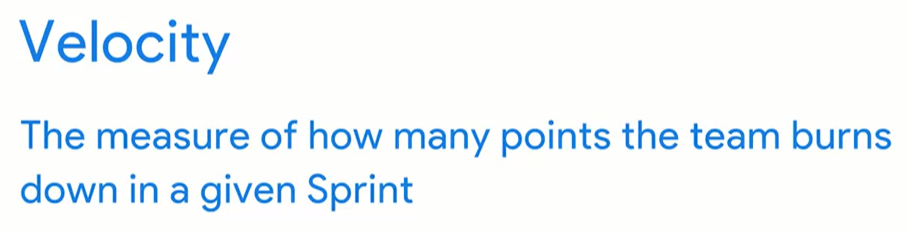 Velocity
The measure of how many points the team burns
down in a given Sprint